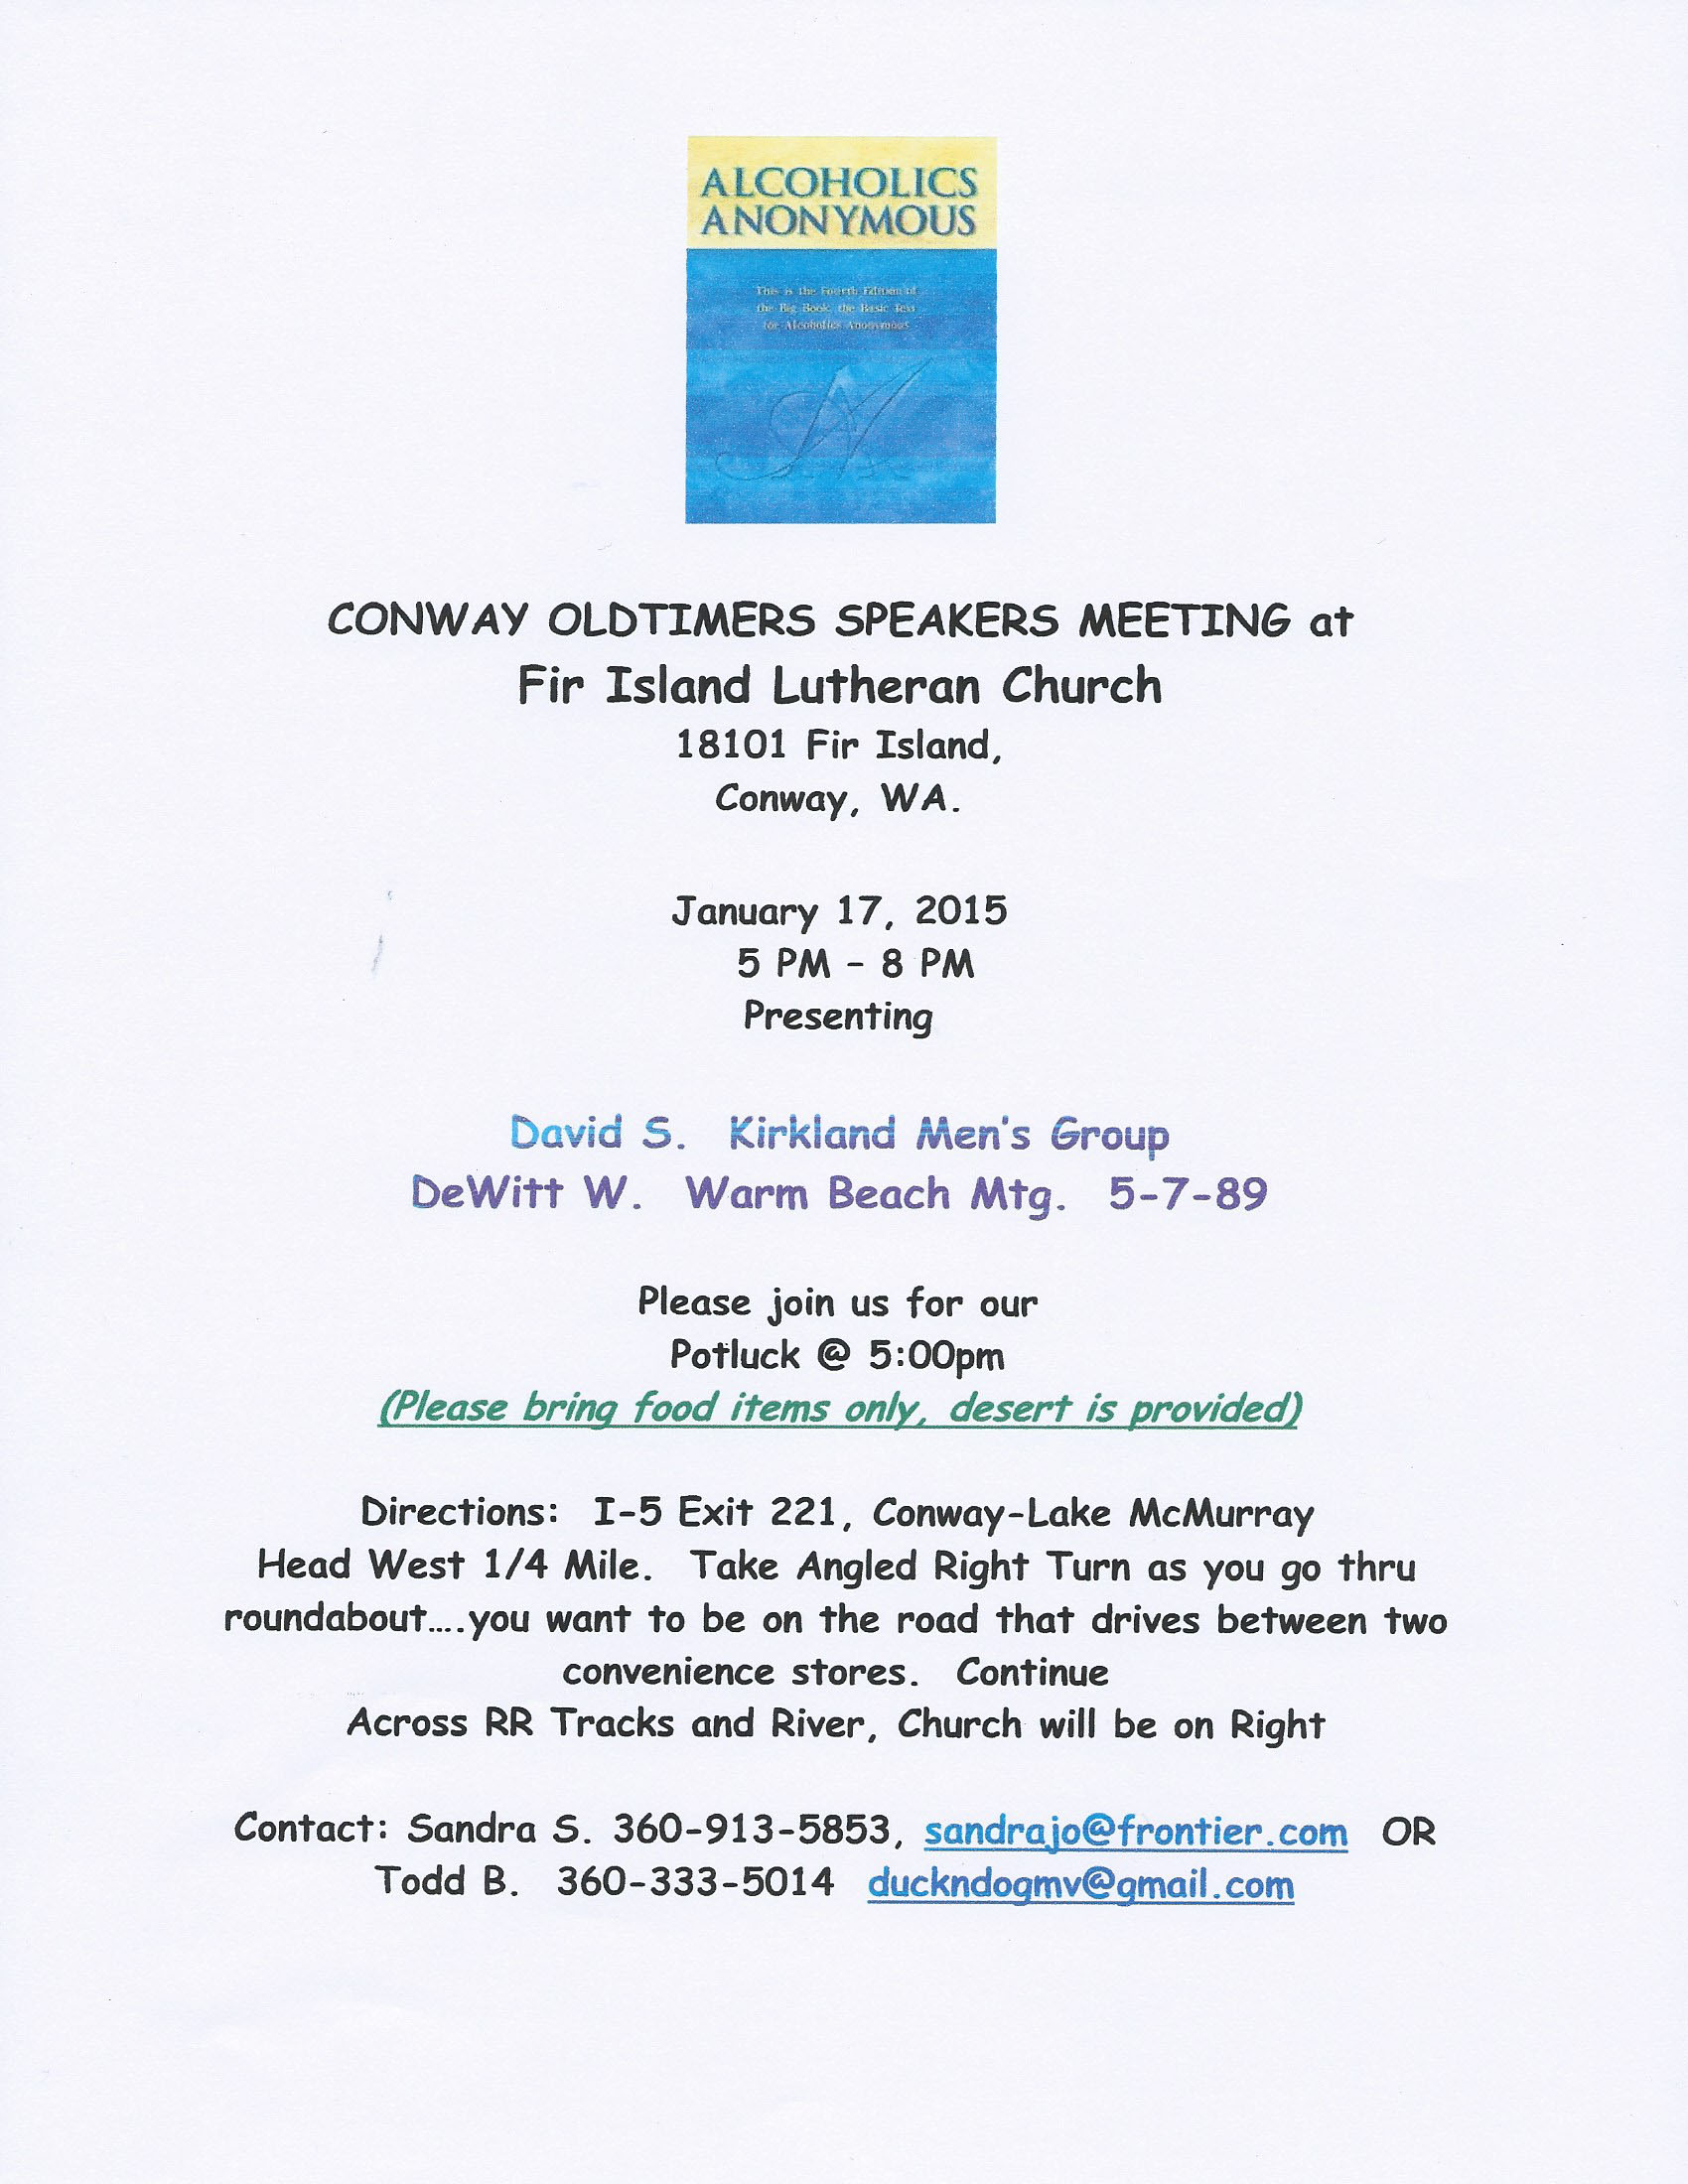 ALCOHOLICS
ANONYMOUS
This is the Fourth Edition of
the Big Book, the Basic Text
for Alcoholics Anonymous
CONWAY OLDTIMERS SPEAKERS MEETING at
Fir Island Lutheran Church
18101 Fir Island,
Conway, WA.
January 17, 2015
5 PM – 8 PM
Presenting
David S. Kirkland Men's Group
DeWitt W. Warm Beach Mtg. 5-7-89
Please join us for our
Potluck @ 5:00pm
(Please bring food items only, desert is provided)
Directions: I-5 Exit 221, Conway-Lake McMurray
Head West 1/4 Mile. Take Angled Right Turn as you go thru
roundabout….you want to be on the road that drives between two
convenience stores. Continue
Across RR Tracks and River, Church will be on Right
Contact: Sandra S. 360-913-5853, sandrajo@frontier.com OR
Todd B. 360-333-5014 duckndogmv@gmail.com